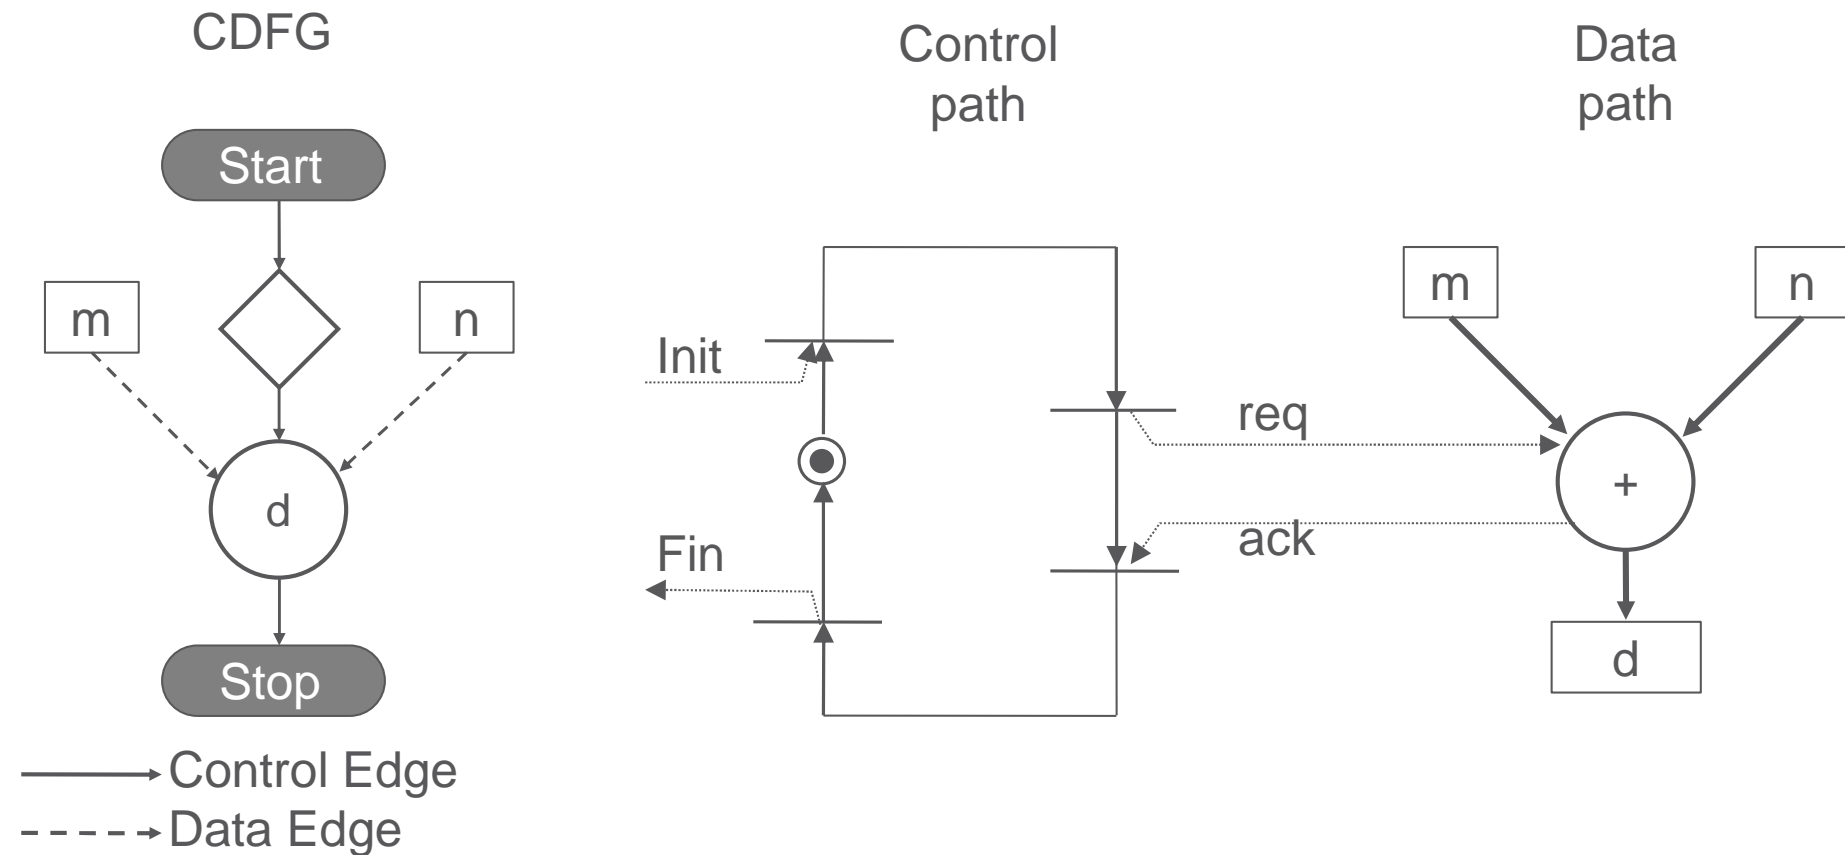 CDFG
Start
m
n
d
Stop
Control Edge
Data Edge
Control
path
Init
Fin
req
ack
Data
path
m
n
+
d